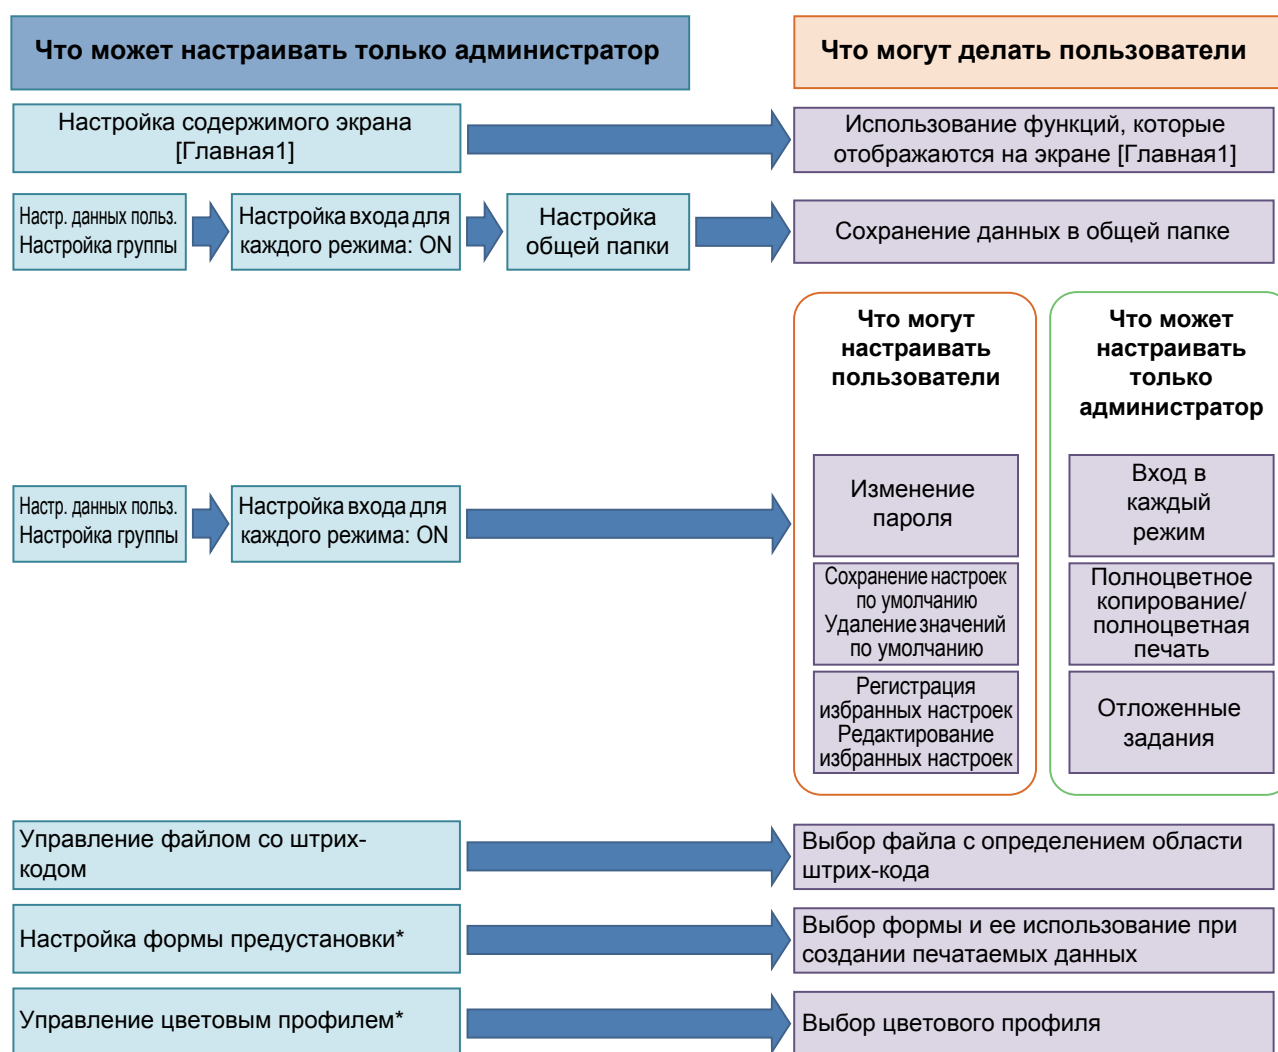 Что может настраивать только администратор
Что могут делать пользователи
Настройка содержимого экрана
[Главная1]
Использование функций, которые
отображаются на экране [Главная1]
Настр. данных польз.
Настройка группы
Настройка входа для
каждого режима: ON
Настройка
общей папки
Сохранение данных в общей папке
Что могут
настраивать
пользователи
Что может
настраивать
только
администратор
Настр. данных польз.
Настройка группы
Настройка входа для
каждого режима: ON
Изменение
пароля
Вход в
каждый
режим
Сохранение настроек
по умолчанию
Удаление значений
по умолчанию
Полноцветное
копирование/
полноцветная
печать
Регистрация
избранных настроек
Редактирование
избранных настроек
Отложенные
задания
Управление файлом со штрих-
кодом
Выбор файла с определением области
штрих-кода
Настройка формы предустановки*
Выбор формы и ее использование при
создании печатаемых данных
Управление цветовым профилем*
Выбор цветового профиля